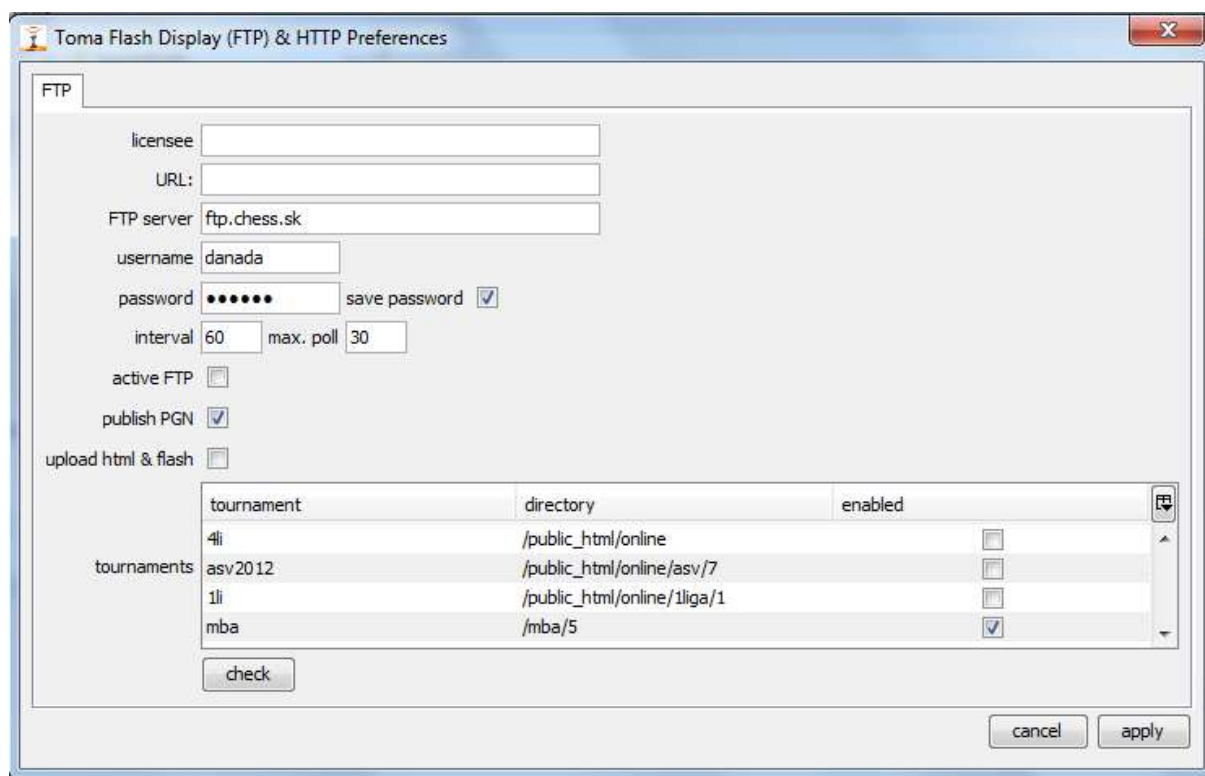 Toma Flash Display (FTP) & HTTP Preferences
FTP
licensee
URL:
FTP server ftp.chess.sk
username danada
password •••••• save password
interval 60 max. poll 30
active FTP
publish PGN
upload html & flash
tournament directory enabled
4li /public_html/online
tournaments asv2012 /public_html/online/asv/7
1li /public_html/online/1liga/1
mba /mba/5
check
cancel apply